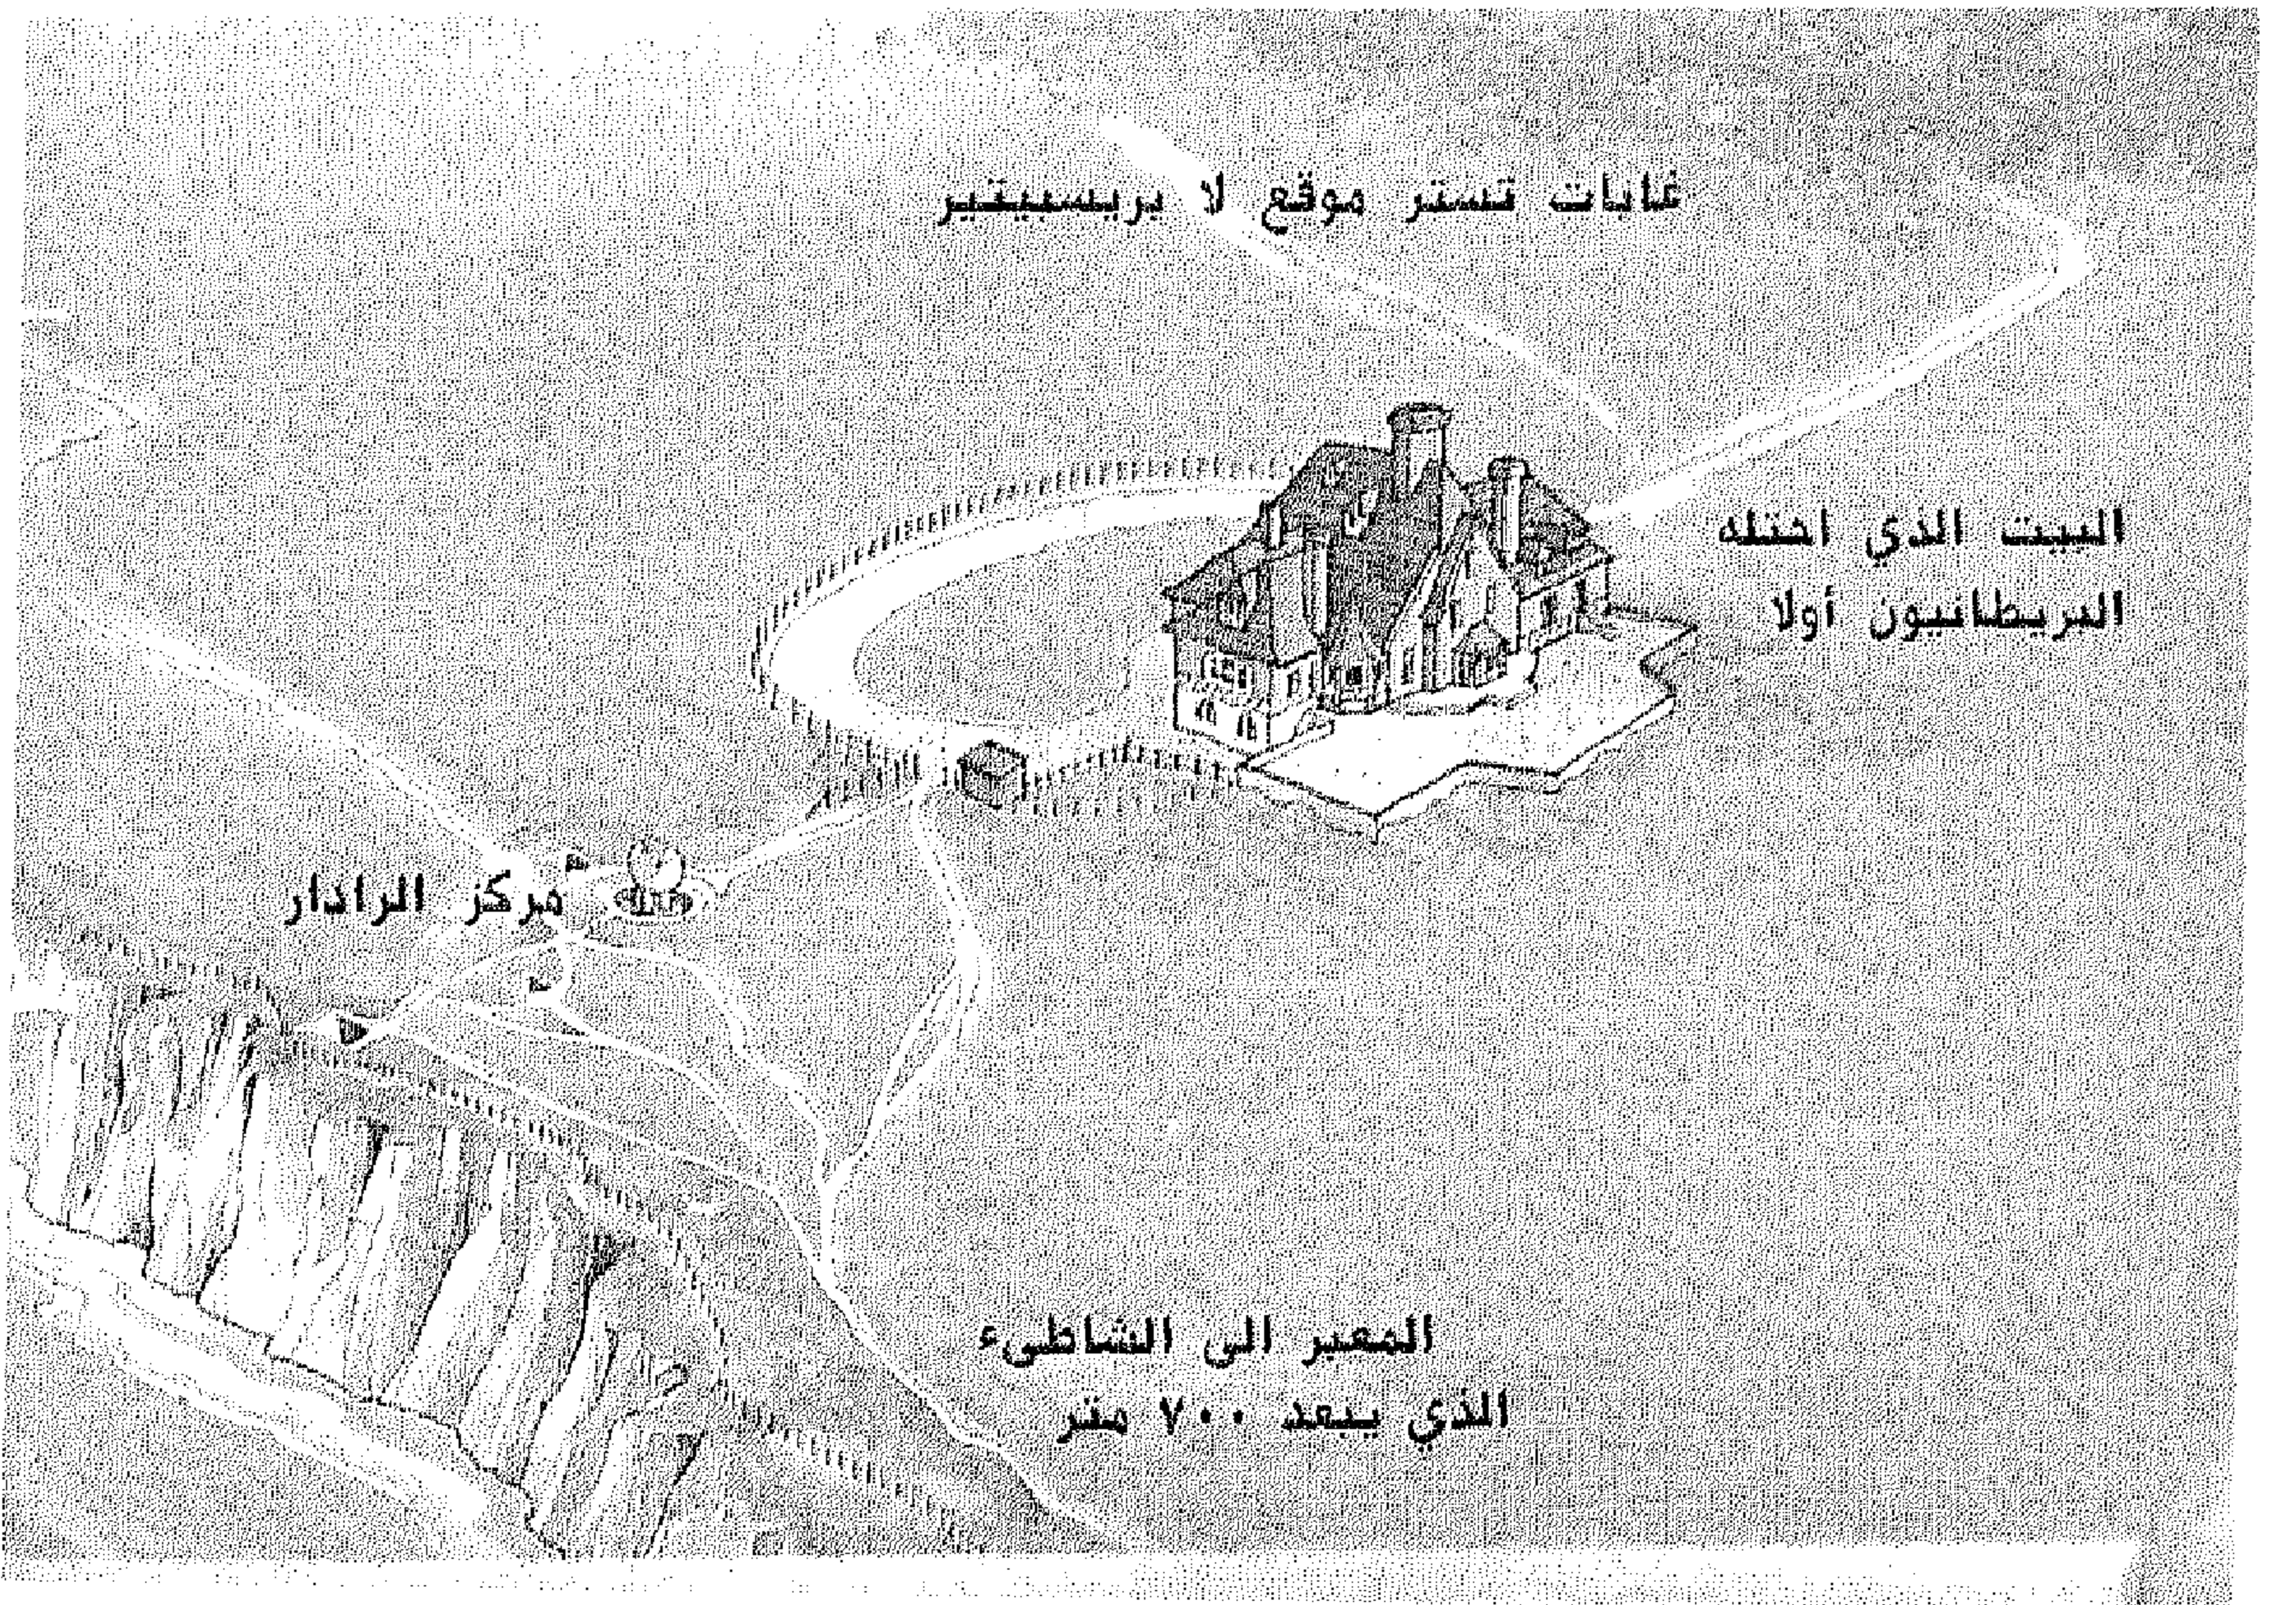 غابات تستر موقع لا بريسبيتير
البيت الذي احتله
البريطانيون أولا
مركز الرادار
المعبر الى الشاطىء
الذي يبعد ٧٠٠ متر